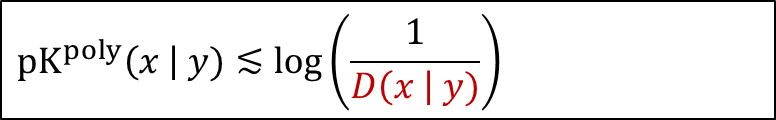 pK^poly(x | y) ≲ log(1/D(x | y))